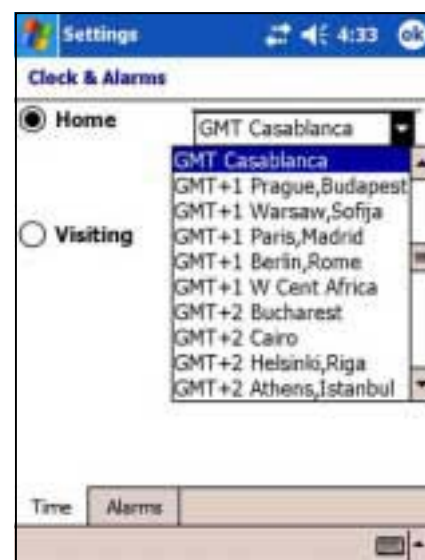 Settings 4:33 ok
Clock & Alarms
Home GMT Casablanca
GMT Casablanca
GMT+1 Prague,Budapest
GMT+1 Warsaw,Sofija
Visiting GMT+1 Paris,Madrid
GMT+1 Berlin,Rome
GMT+1 W Cent Africa
GMT+2 Bucharest
GMT+2 Cairo
GMT+2 Helsinki,Riga
GMT+2 Athens,Istanbul
Time Alarms